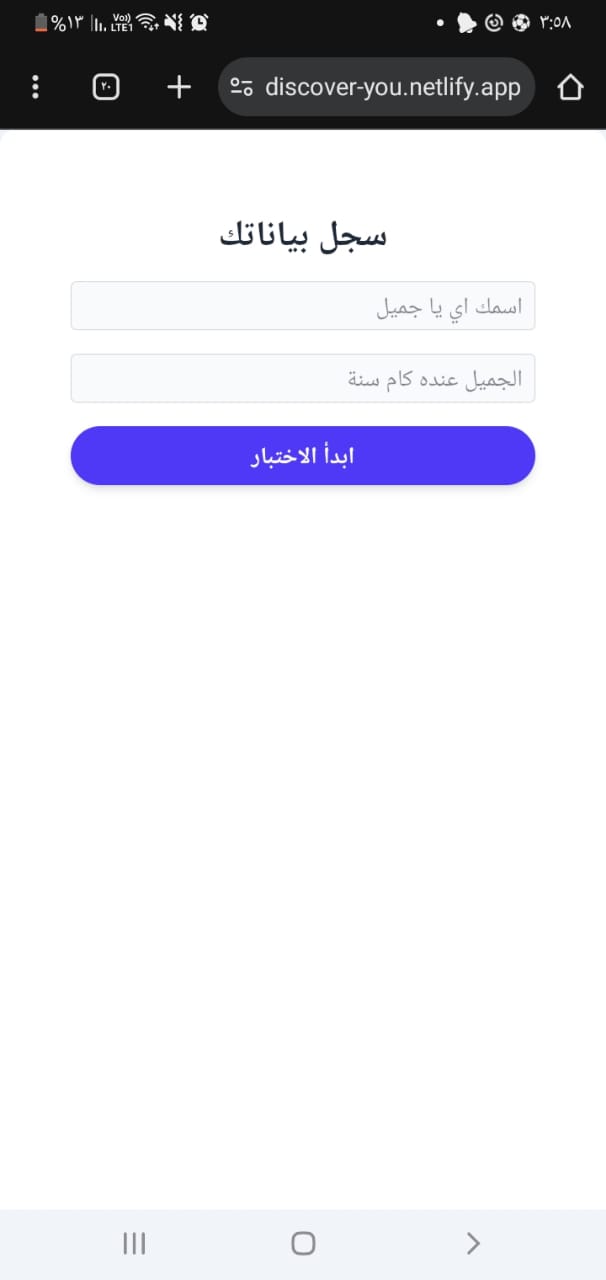 ٣:٥٨
%١٣
Vo))
LTE1
٢٠
discover-you.netlify.app
سجل بياناتك
اسمك اي يا جميل
الجميل عنده كام سنة
ابدأ الاختبار